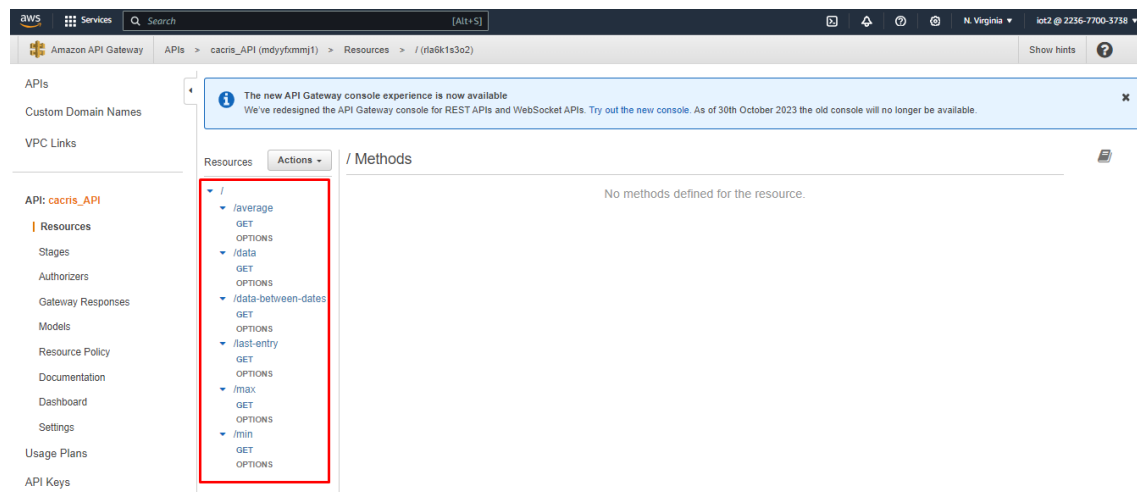 aws Services Search [Alt+S] N. Virginia ▼ iot2 @ 2236-7700-3738 ▼
Amazon API Gateway APIs > cacris_API (mdyyfxmmj1) > Resources > / (rla6k1s3o2) Show hints ?
APIs
Custom Domain Names
VPC Links
API: cacris_API
Resources
Stages
Authorizers
Gateway Responses
Models
Resource Policy
Documentation
Dashboard
Settings
Usage Plans
API Keys
The new API Gateway console experience is now available
We've redesigned the API Gateway console for REST APIs and WebSocket APIs. Try out the new console. As of 30th October 2023 the old console will no longer be available.
Resources Actions
/
/average
GET
OPTIONS
/data
GET
OPTIONS
/data-between-dates
GET
OPTIONS
/last-entry
GET
OPTIONS
/max
GET
OPTIONS
/min
GET
OPTIONS
/ Methods
No methods defined for the resource.